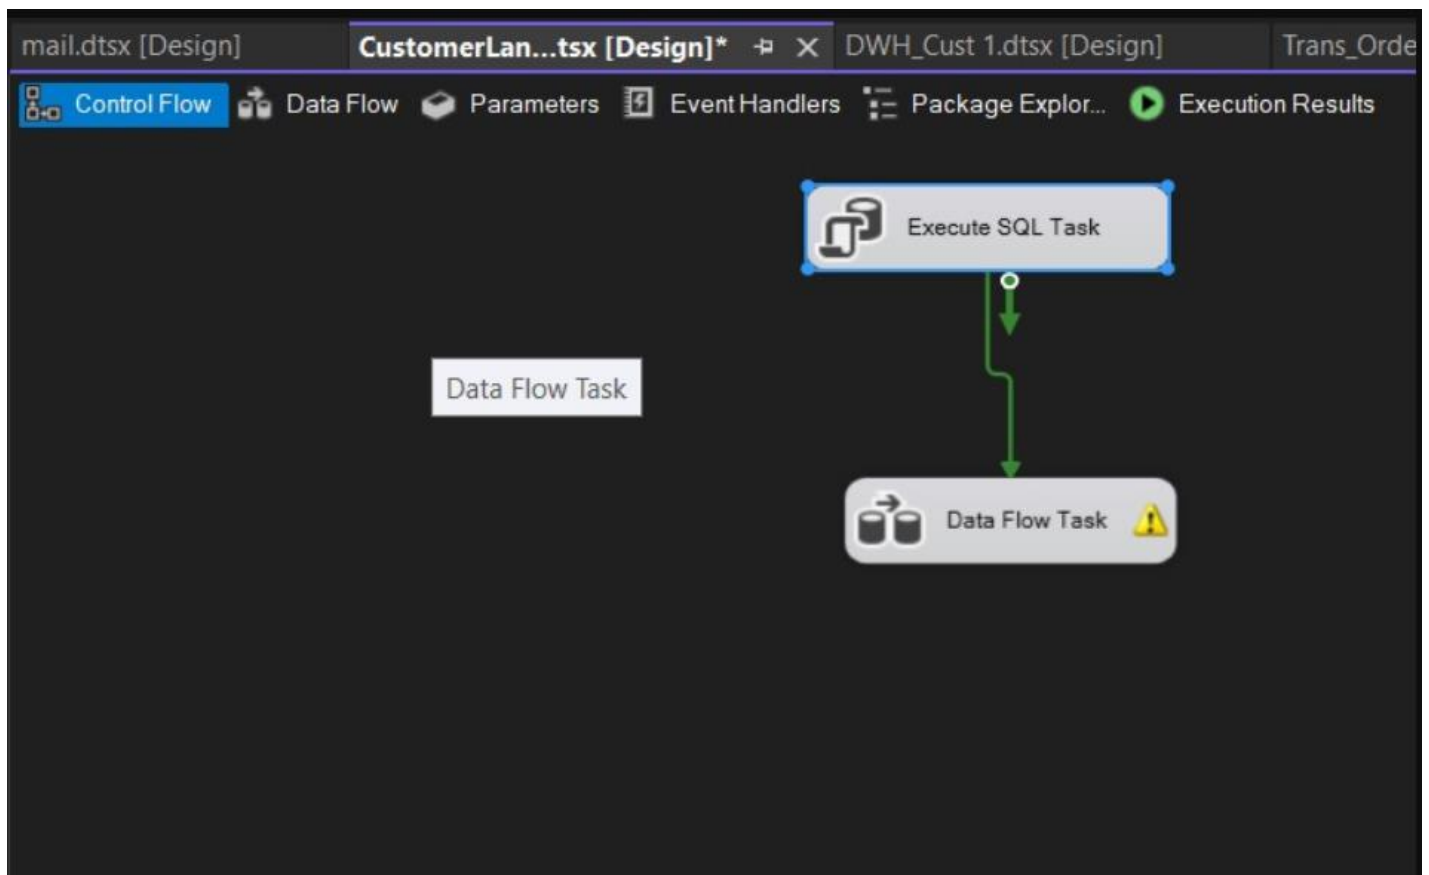 mail.dtsx [Design] CustomerLan...tsx [Design]* DWH_Cust 1.dtsx [Design] Trans_Orde
Control Flow Data Flow Parameters Event Handlers Package Explor... Execution Results
Execute SQL Task
Data Flow Task
Data Flow Task